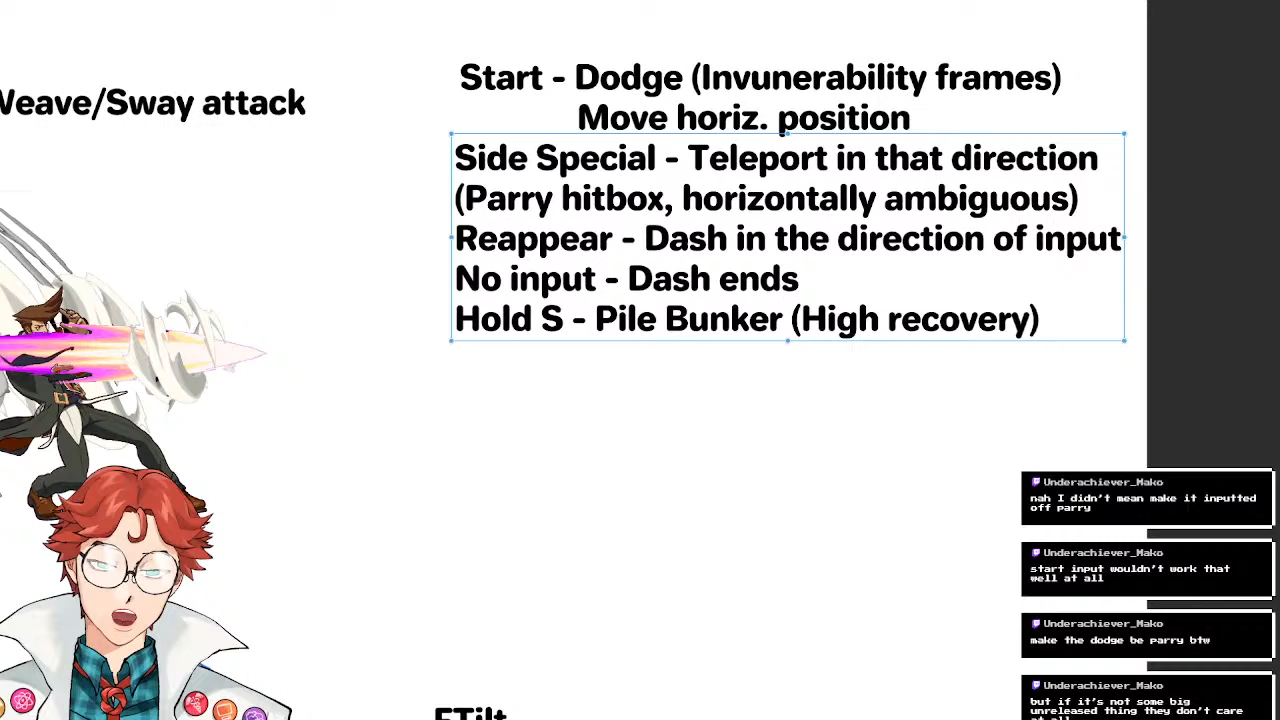 Weave/Sway attack
Start - Dodge (Invunerability frames)
Move horiz. position
Side Special - Teleport in that direction
(Parry hitbox, horizontally ambiguous)
Reappear - Dash in the direction of input
No input - Dash ends
Hold S - Pile Bunker (High recovery)
Underachiever_Mako
nah I didn't mean make it inputted
off parry
Underachiever_Mako
start input wouldn't work that
well at all
Underachiever_Mako
make the dodge be parry btw
Underachiever_Mako
but if it's not some big
unreleased thing they don't care
at all
FTilt